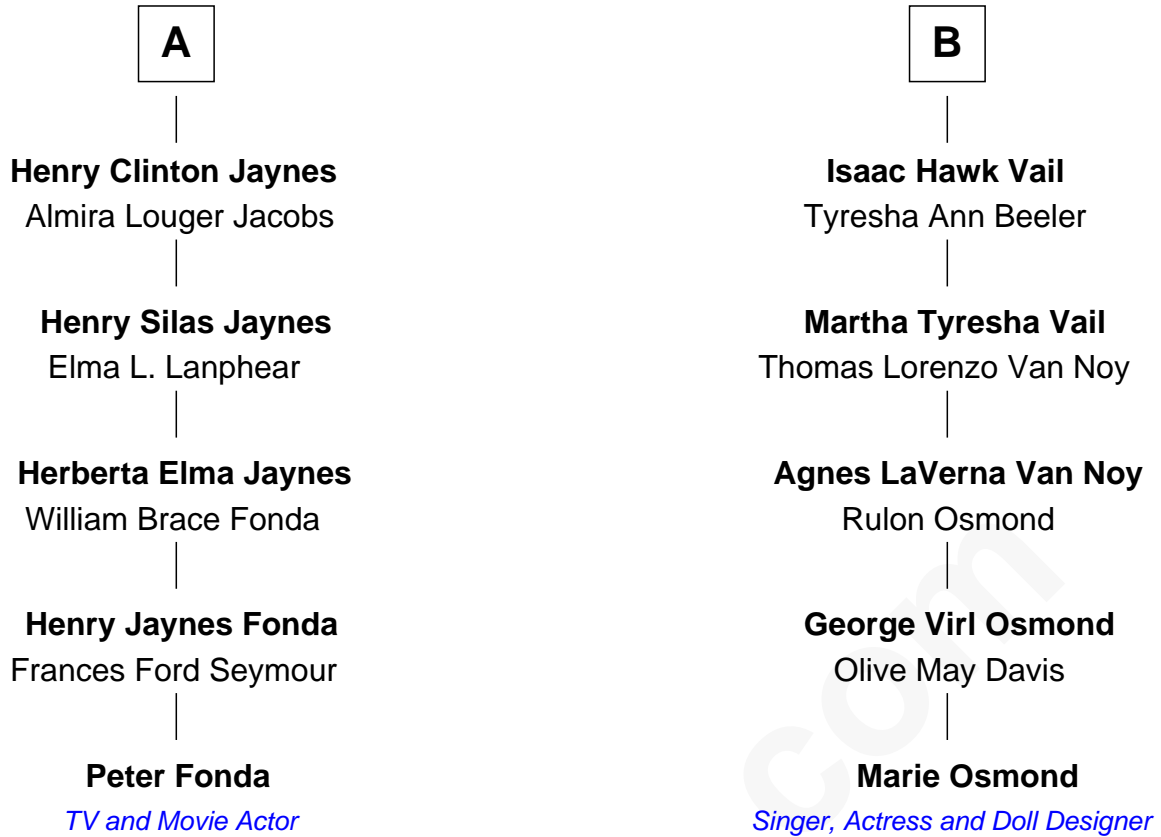 A
B
Henry Clinton Jaynes
Almira Louger Jacobs
Isaac Hawk Vail
Tyresha Ann Beeler
Henry Silas Jaynes
Elma L. Lanphear
Martha Tyresha Vail
Thomas Lorenzo Van Noy
Herberta Elma Jaynes
William Brace Fonda
Agnes LaVerna Van Noy
Rulon Osmond
Henry Jaynes Fonda
Frances Ford Seymour
George Virl Osmond
Olive May Davis
Peter Fonda
TV and Movie Actor
Marie Osmond
Singer, Actress and Doll Designer
com